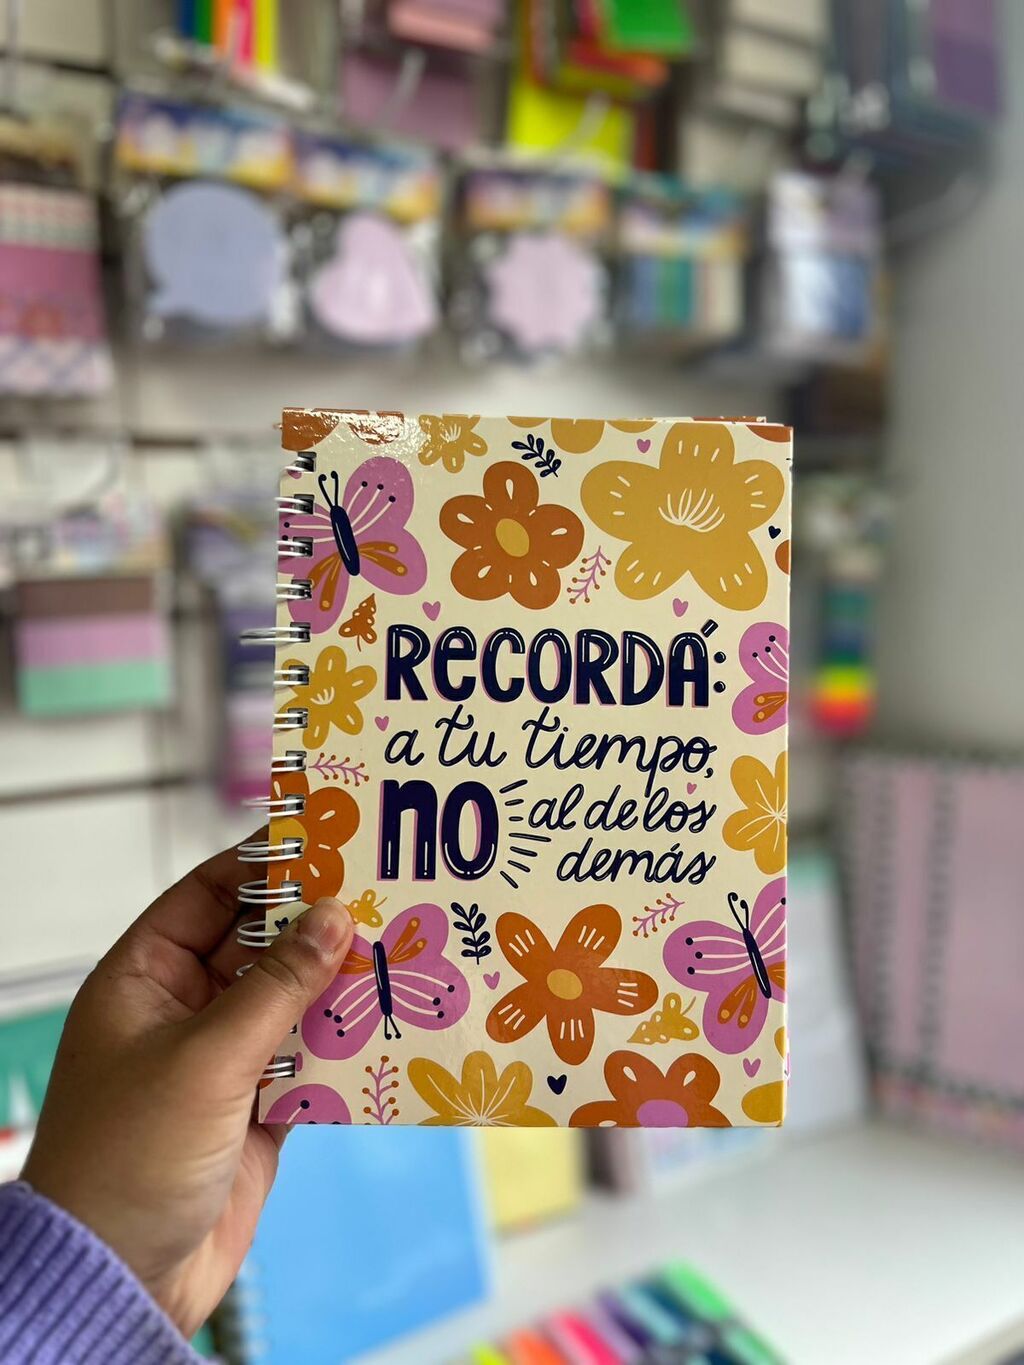 RECORDÁ:
a tu tiempo,
NO al de los
demás